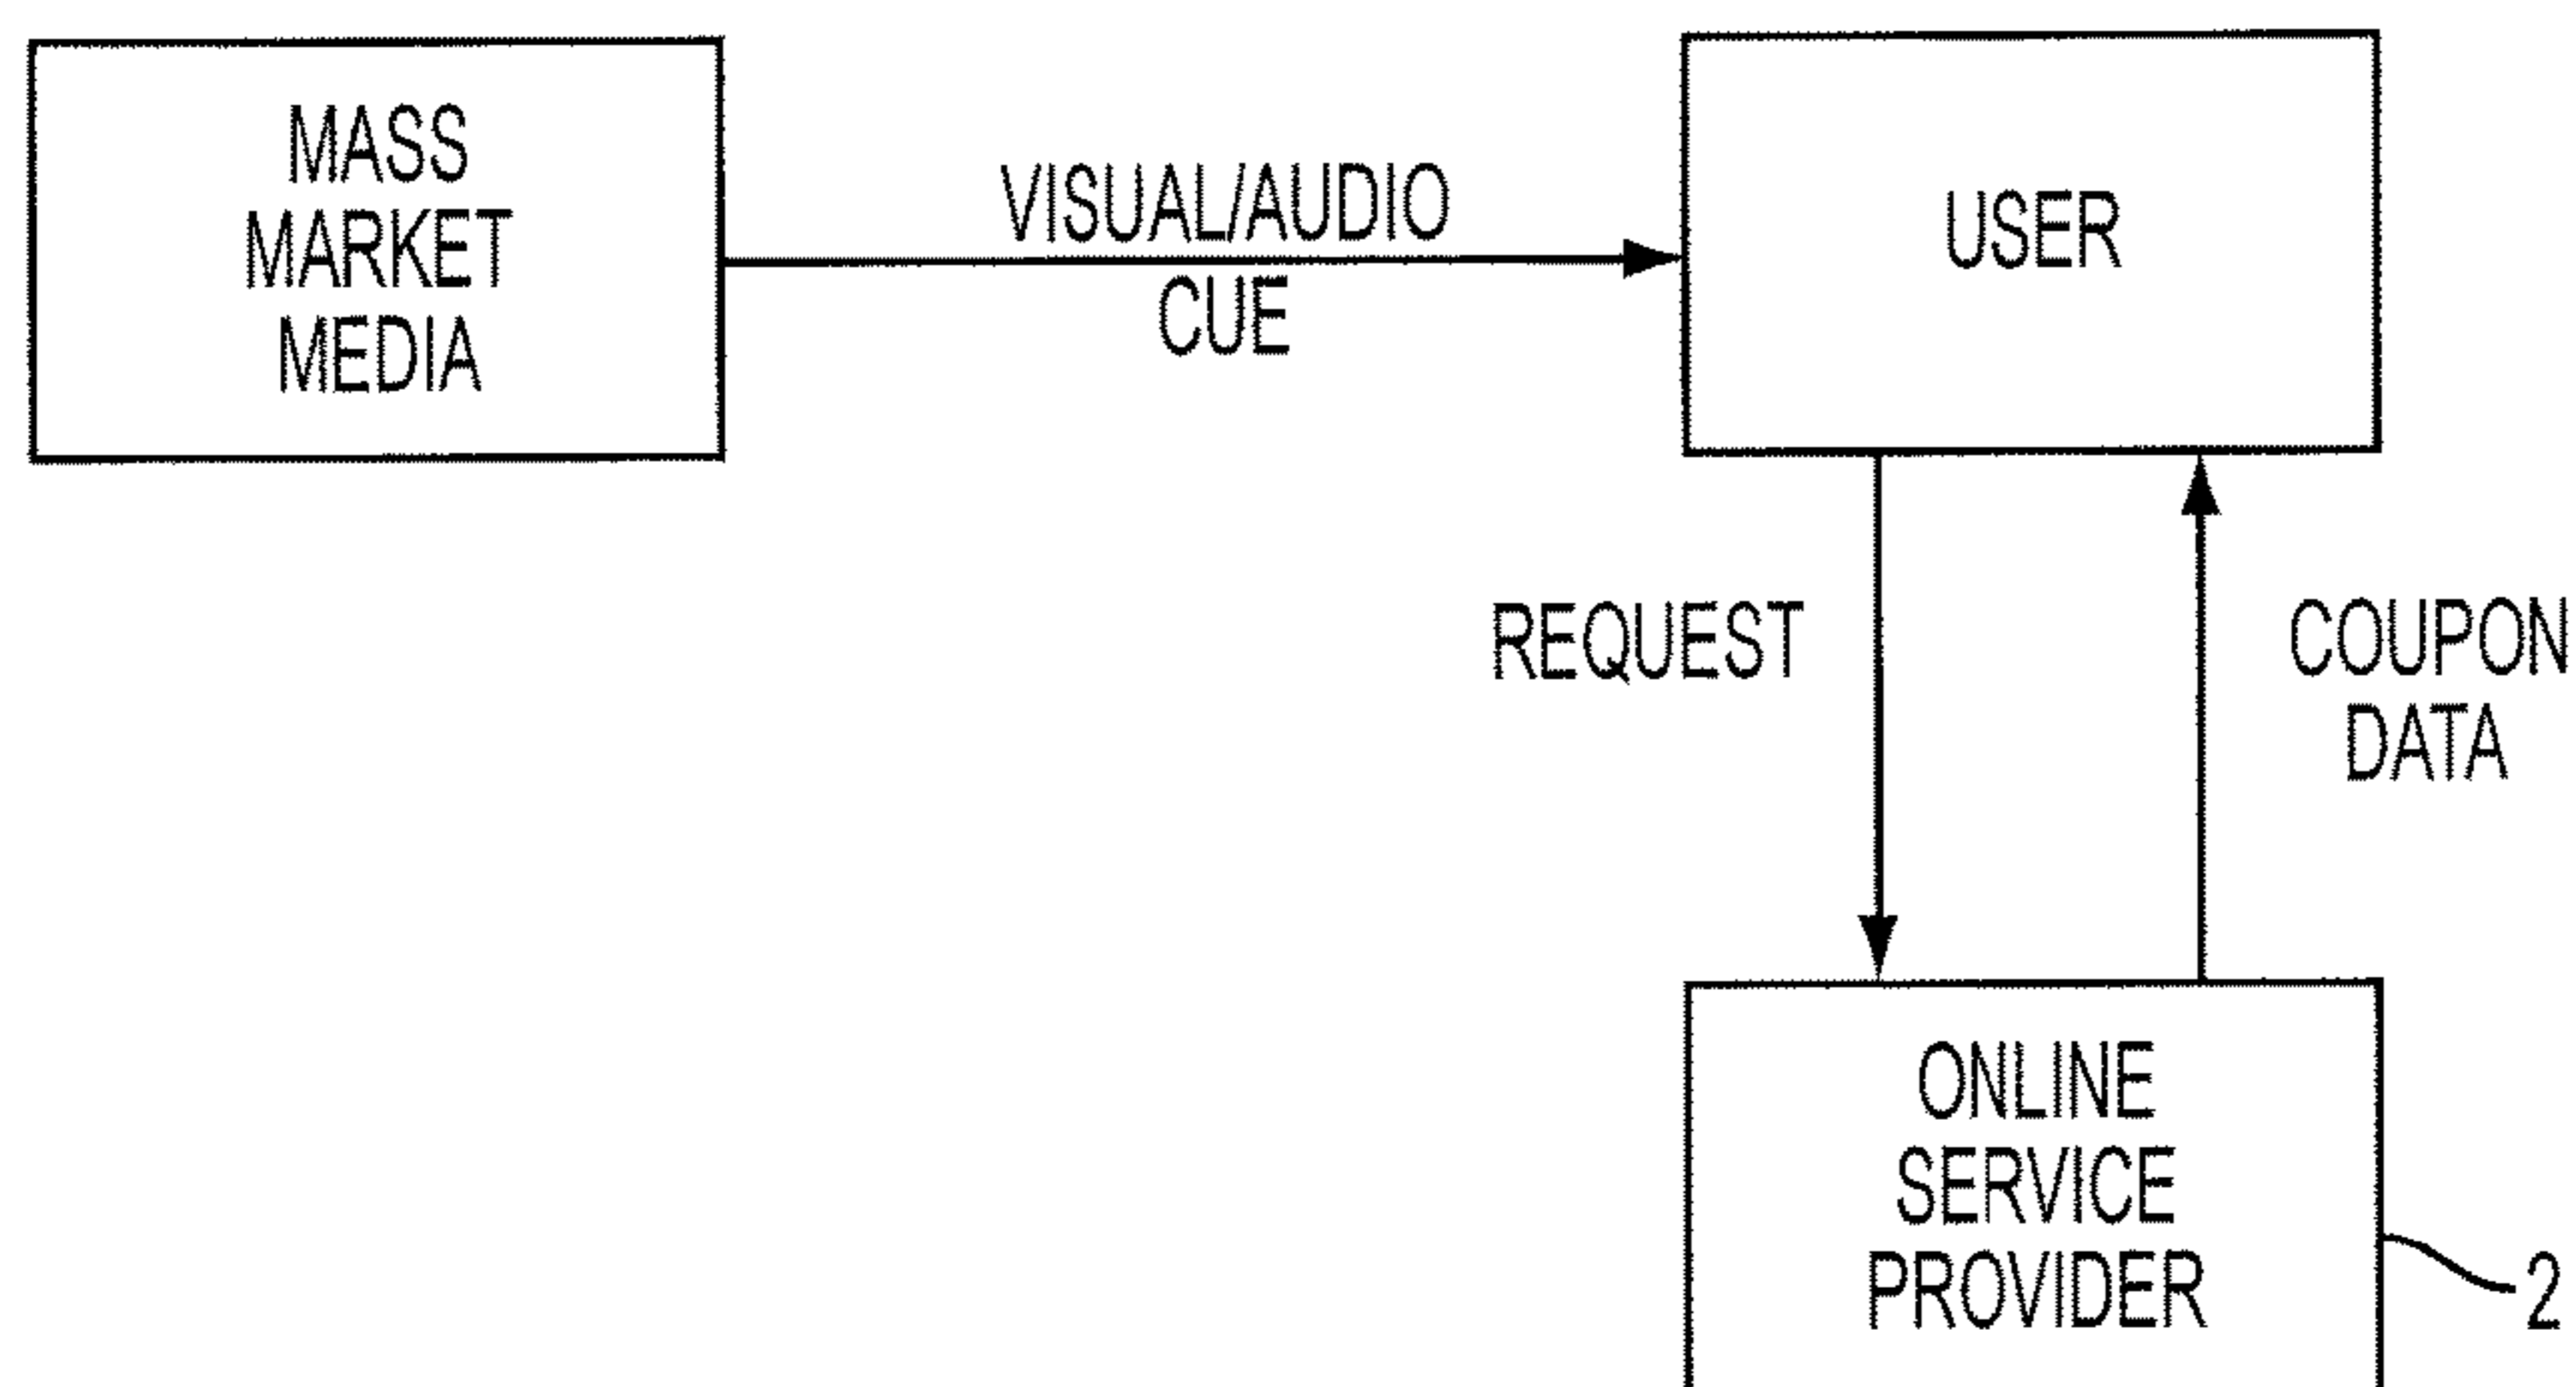 MASS
MARKET
MEDIA
VISUAL/AUDIO
CUE
USER
REQUEST
COUPON
DATA
ONLINE
SERVICE
PROVIDER
2